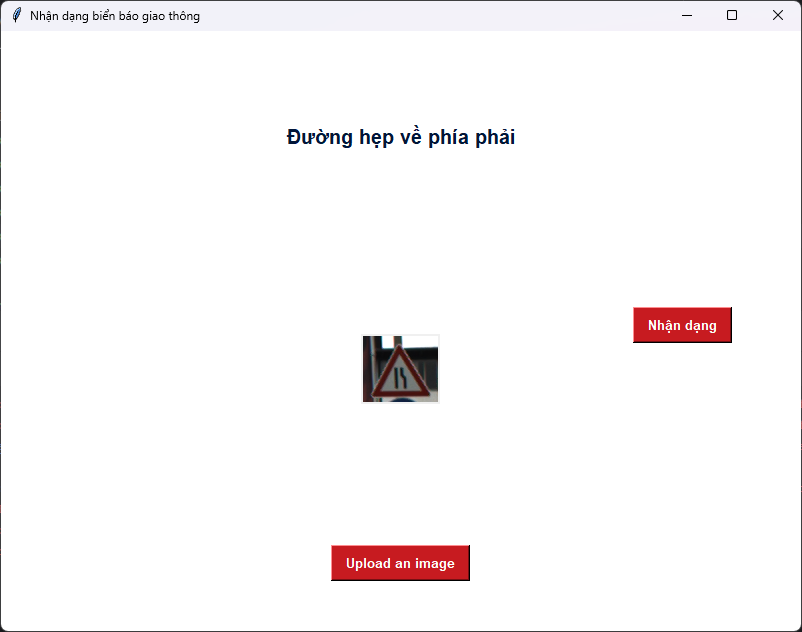 Nhận dạng biển báo giao thông
Đường hẹp về phía phải
Nhận dạng
Upload an image